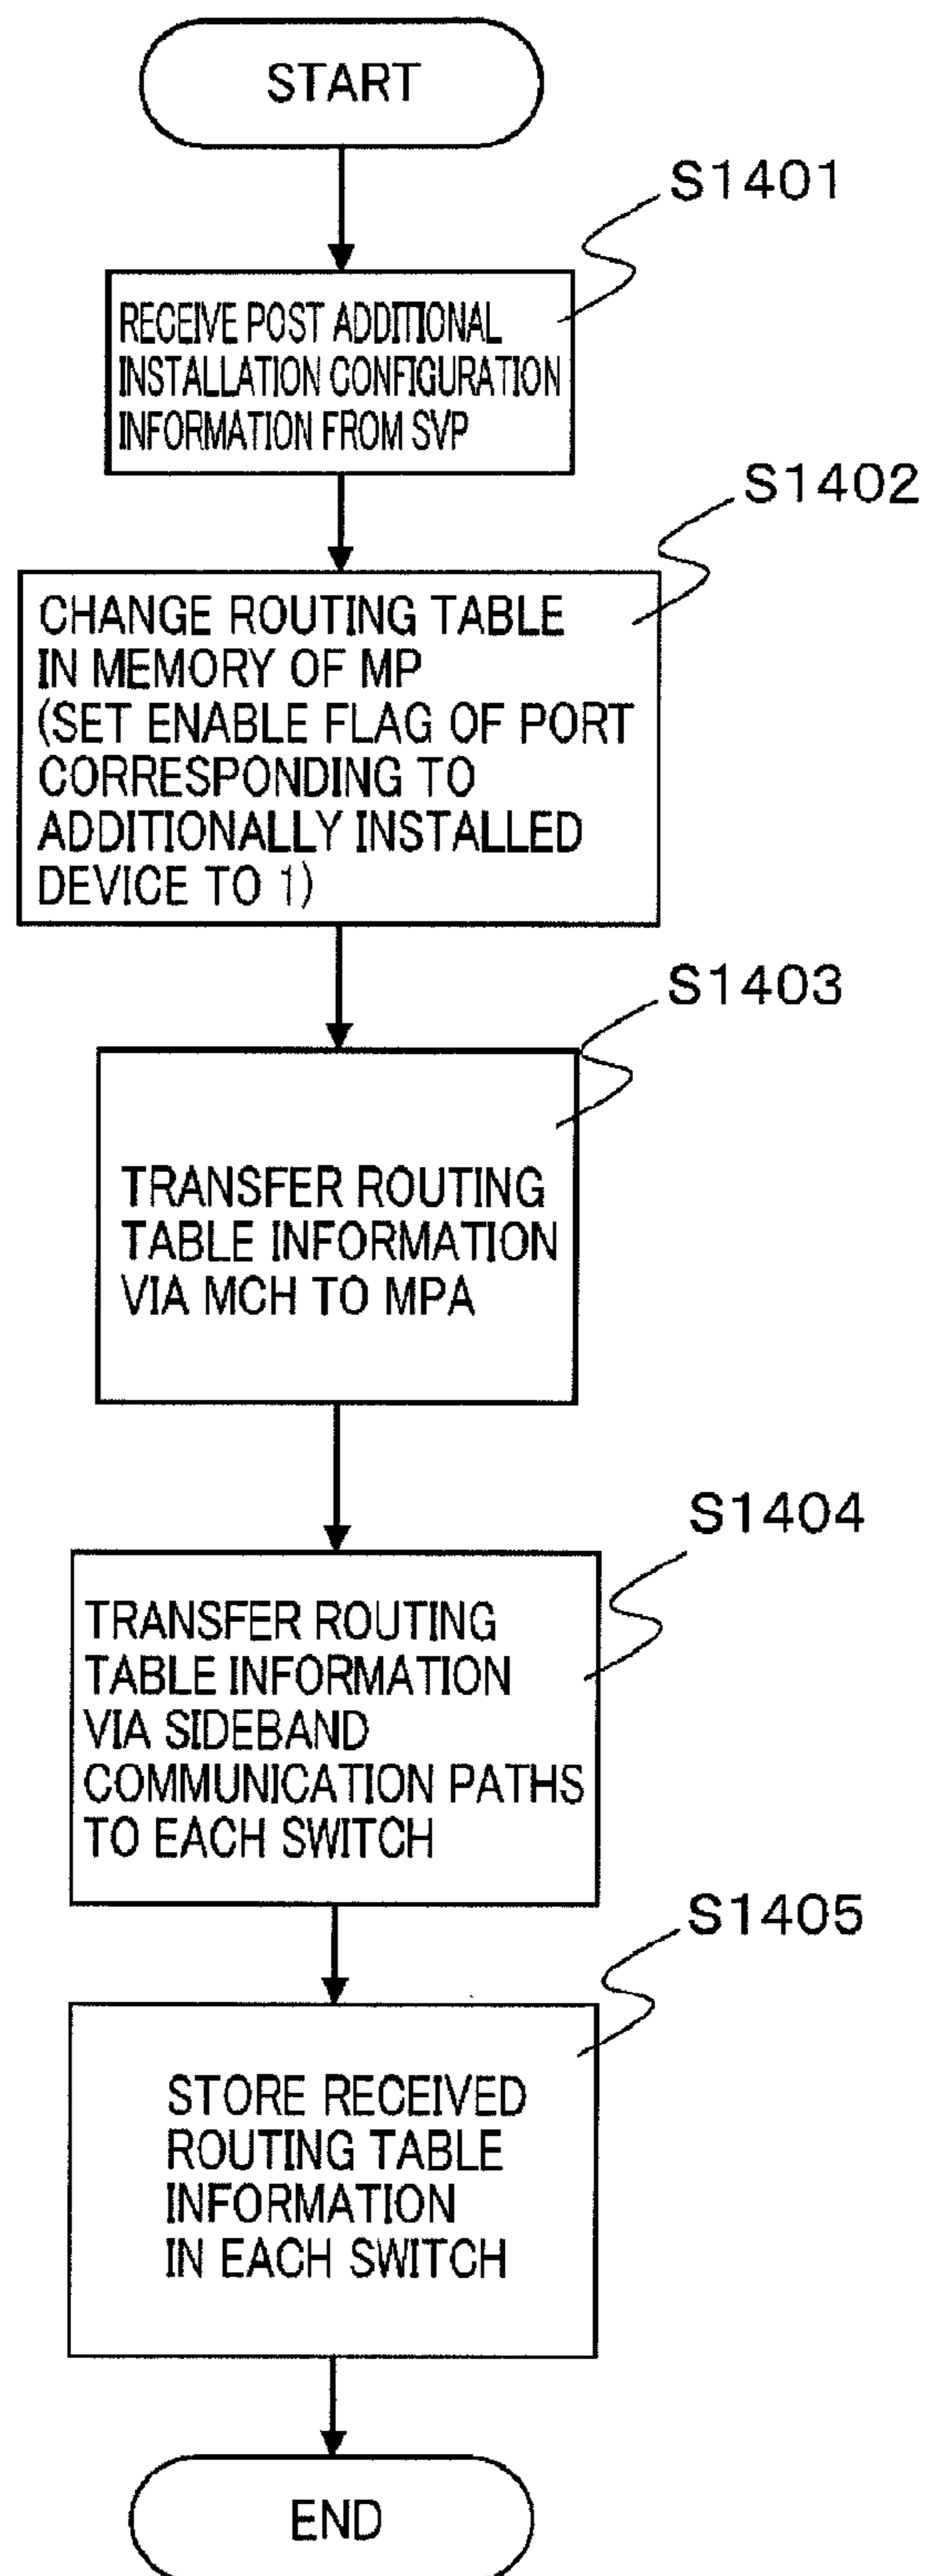 START
S1401
RECEIVE POST ADDITIONAL
INSTALLATION CONFIGURATION
INFORMATION FROM SVP
S1402
CHANGE ROUTING TABLE
IN MEMORY OF MP
(SET ENABLE FLAG OF PORT
CORRESPONDING TO
ADDITIONALLY INSTALLED
DEVICE TO 1)
S1403
TRANSFER ROUTING
TABLE INFORMATION
VIA MCH TO MPA
S1404
TRANSFER ROUTING
TABLE INFORMATION
VIA SIDEBAND
COMMUNICATION PATHS
TO EACH SWITCH
S1405
STORE RECEIVED
ROUTING TABLE
INFORMATION
IN EACH SWITCH
END